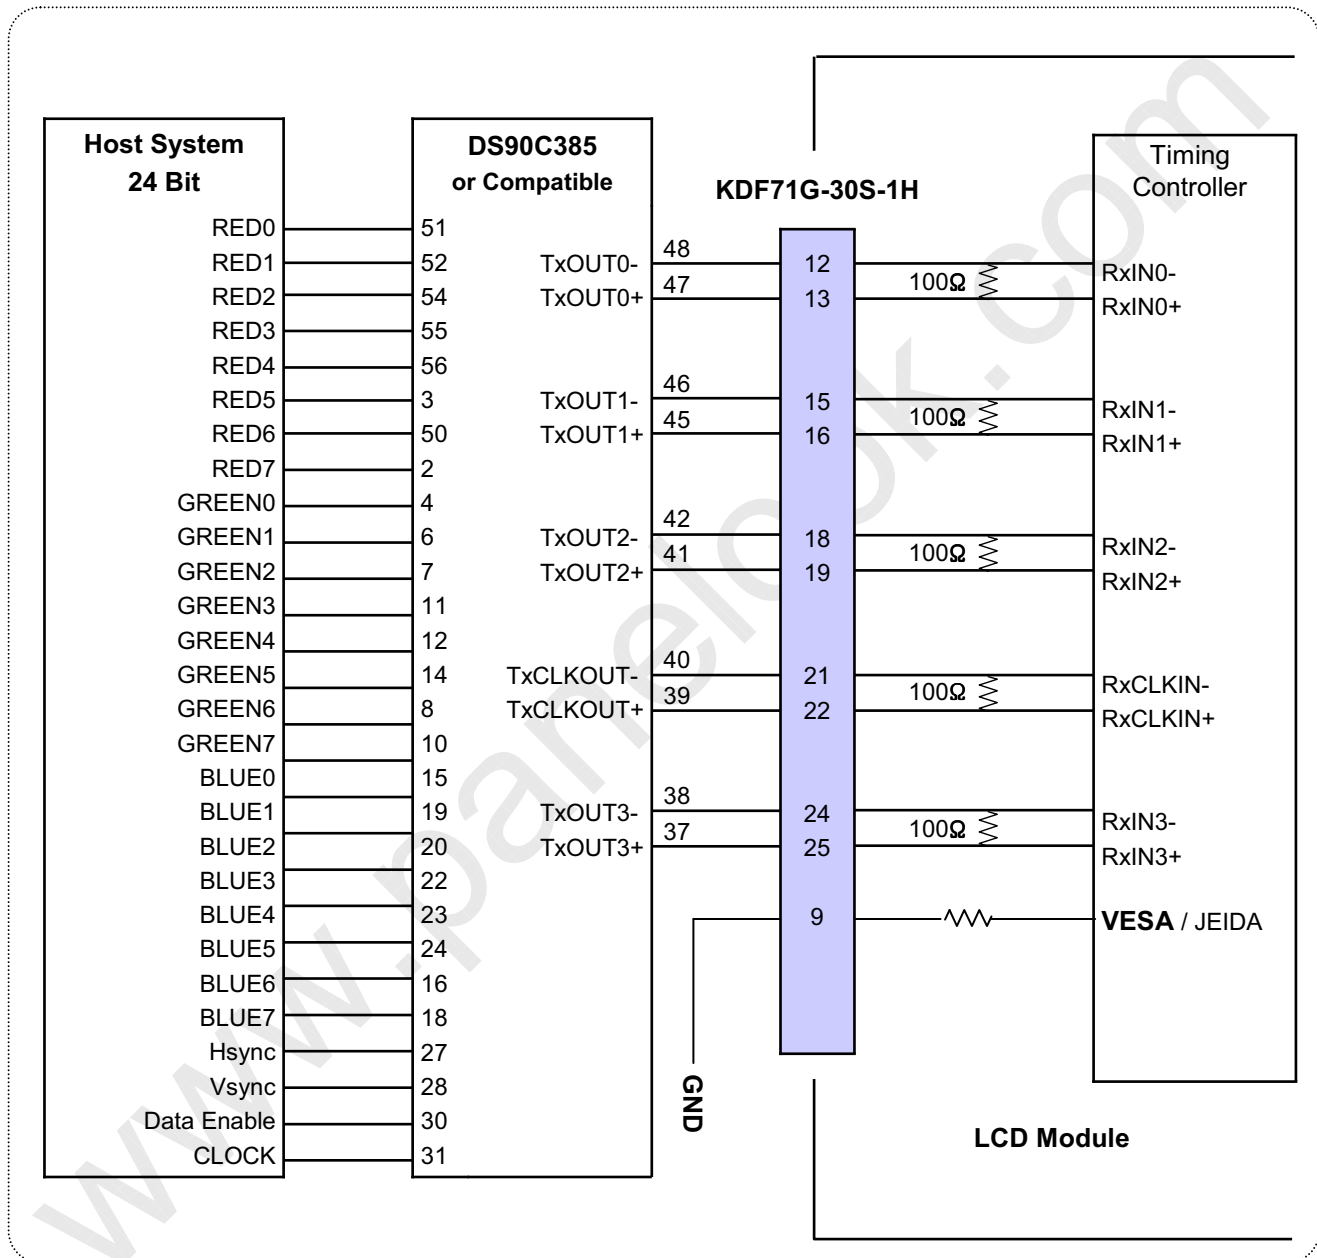 Host System
24 Bit
RED0
RED1
RED2
RED3
RED4
RED5
RED6
RED7
GREEN0
GREEN1
GREEN2
GREEN3
GREEN4
GREEN5
GREEN6
GREEN7
BLUE0
BLUE1
BLUE2
BLUE3
BLUE4
BLUE5
BLUE6
BLUE7
Hsync
Vsync
Data Enable
CLOCK
DS90C385
or Compatible
51
52
54
55
56
3
50
2
4
6
7
11
12
14
8
10
15
19
20
22
23
24
16
18
27
28
30
31
TxOUT0-
TxOUT0+
TxOUT1-
TxOUT1+
TxOUT2-
TxOUT2+
TxCLKOUT-
TxCLKOUT+
TxOUT3-
TxOUT3+
48
47
46
45
42
41
40
39
38
37
GND
KDF71G-30S-1H
12
13
15
16
18
19
21
22
24
25
9
100Ω
100Ω
100Ω
100Ω
100Ω
Timing
Controller
RxIN0-
RxIN0+
RxIN1-
RxIN1+
RxIN2-
RxIN2+
RxCLKIN-
RxCLKIN+
RxIN3-
RxIN3+
VESA / JEIDA
LCD Module
www.panelook.com